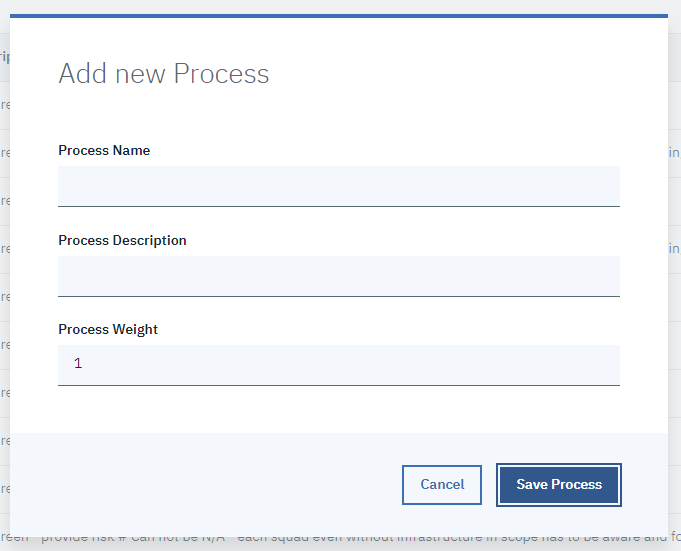 Add new Process
Process Name
Process Description
Process Weight
1
Cancel
Save Process
provide risk # Can not be N/A - each squad even without infrastructure in scope has to be aware and